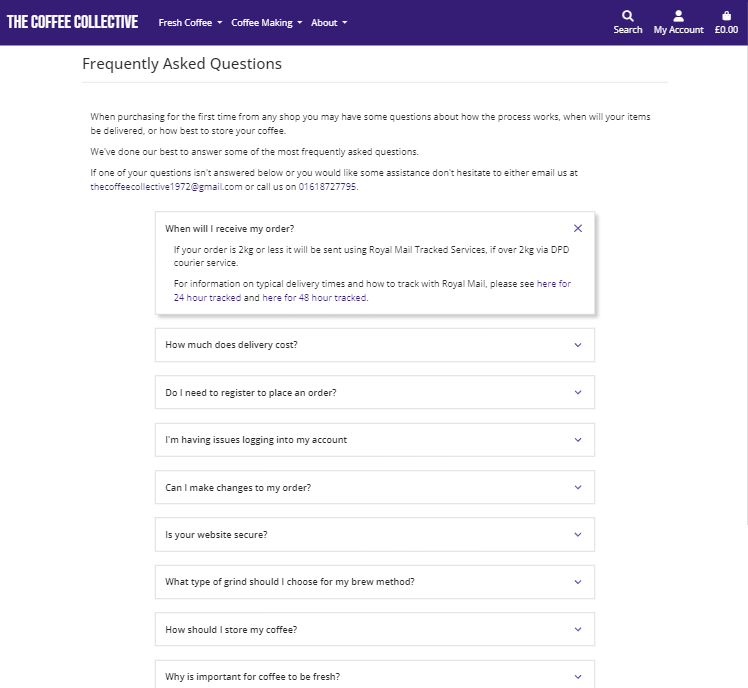 THE COFFEE COLLECTIVE
Fresh Coffee
Coffee Making
About
Search
My Account
£0.00
Frequently Asked Questions
When purchasing for the first time from any shop you may have some questions about how the process works, when will your items
be delivered, or how best to store your coffee.
We've done our best to answer some of the most frequently asked questions.
If one of your questions isn't answered below or you would like some assistance don't hesitate to either email us at
thecoffeecollective1972@gmail.com or call us on 01618727795.
When will I receive my order?
If your order is 2kg or less it will be sent using Royal Mail Tracked Services, if over 2kg via DPD
courier service.
For information on typical delivery times and how to track with Royal Mail, please see here for
24 hour tracked and here for 48 hour tracked.
How much does delivery cost?
Do I need to register to place an order?
I'm having issues logging into my account
Can I make changes to my order?
Is your website secure?
What type of grind should I choose for my brew method?
How should I store my coffee?
Why is important for coffee to be fresh?